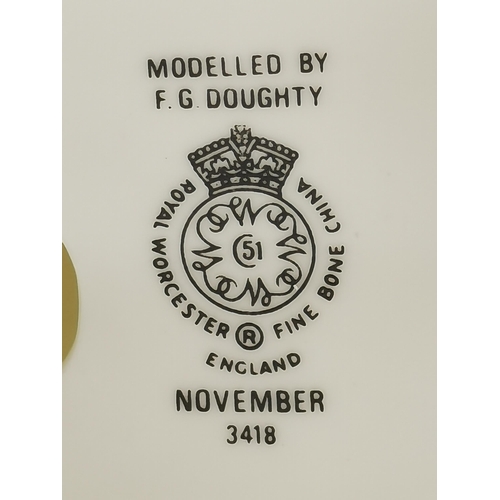 MODELLED BY
F. G. DOUGHTY
ROYAL WORCESTER ® FINE BONE CHINA
51
ENGLAND
NOVEMBER
3418